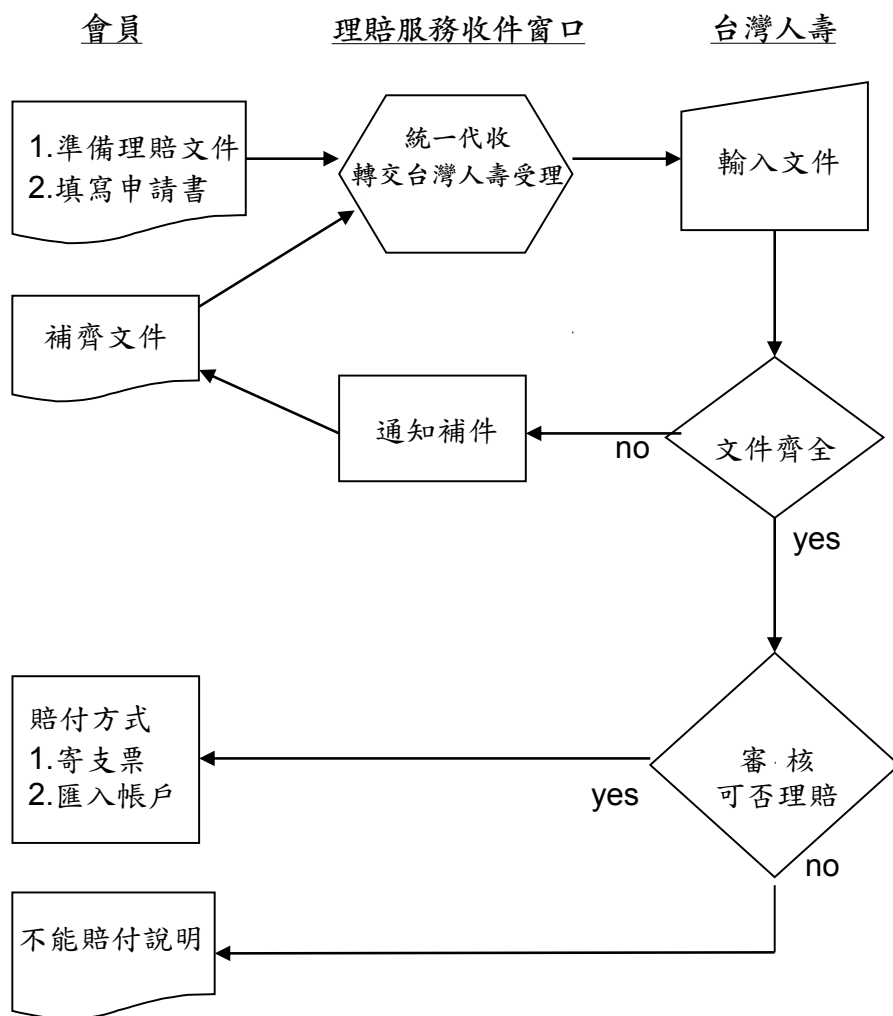 會員
理賠服務收件窗口
台灣人壽
1.準備理賠文件
2.填寫申請書
統一代收
轉交台灣人壽受理
輸入文件
補齊文件
通知補件
no
文件齊全
yes
賠付方式
1.寄支票
2.匯入帳戶
yes
審核
可否理賠
no
不能賠付說明